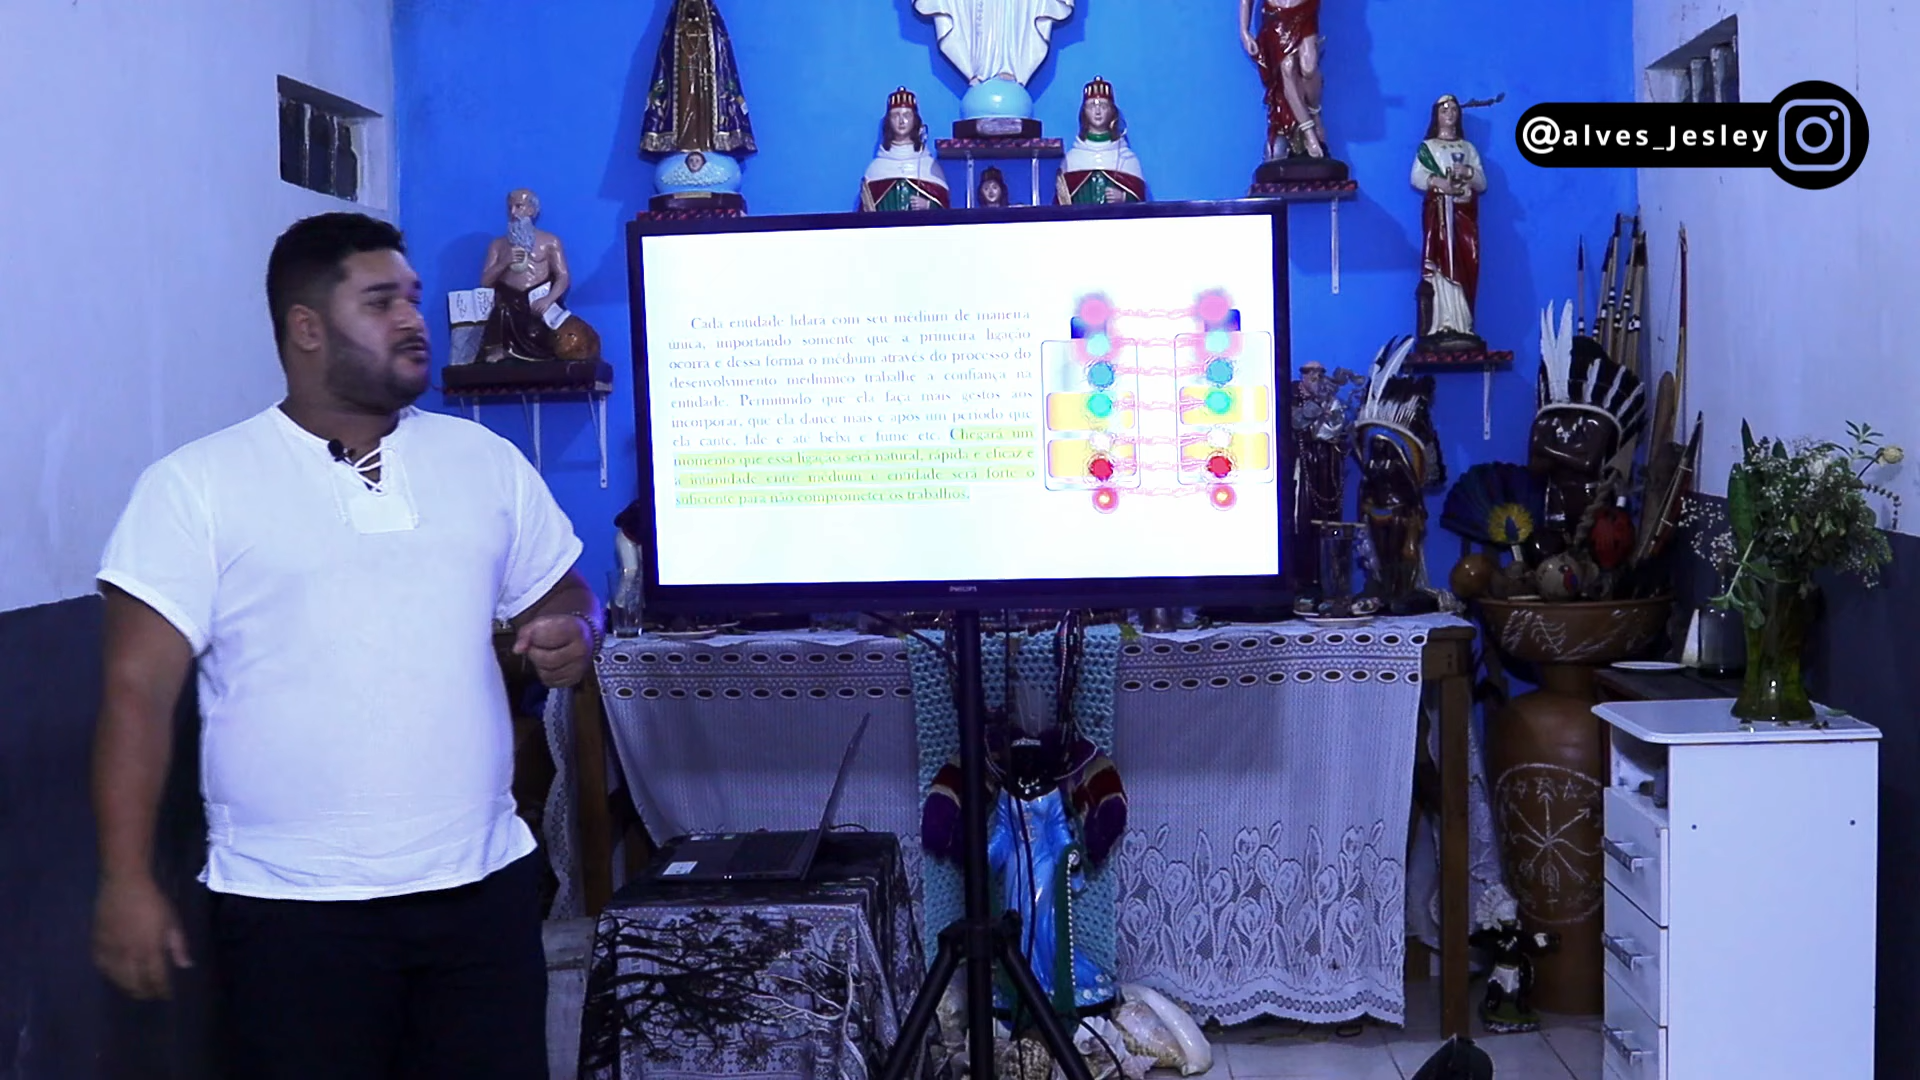 @alves_Jesley
Cada entidade lidará com seu médium de maneira
única, importando somente que a primeira ligação
ocorra e dessa forma o médium através do processo do
desenvolvimento mediúnico trabalhe a confiança na
entidade. Permitindo que ela faça mais gestos aos
incorporar, que ela dance mais e após um período que
ela cante, fale e até beba e fume etc. Chegará um
momento que essa ligação será natural, rápida e eficaz e
a intimidade entre médium e entidade será forte o
suficiente para não comprometer os trabalhos.
PHILIPS